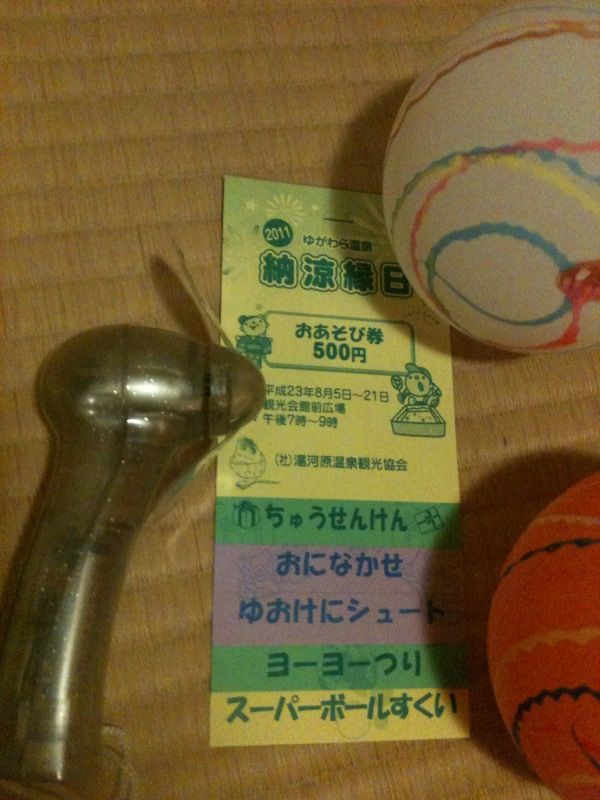 2011
ゆがわら温泉
納涼縁日
おあそび券
500円
平成23年8月5日～21日
観光会館前広場
午後7時～9時
(社)湯河原温泉観光協会
ちゅうせんけん
おになかせ
ゆおけにシュート
ヨーヨーつり
スーパーボールすくい